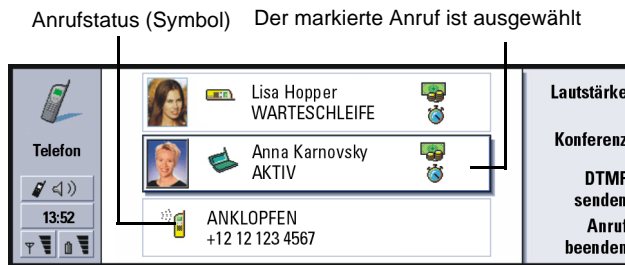 Anrufstatus (Symbol)
Der markierte Anruf ist ausgewählt
Telefon
13:52
Lisa Hopper
WARTESCHLEIFE
Anna Karnovsky
AKTIV
ANKLOPFEN
+12 12 123 4567
Lautstärke
Konferenz
DTMF
senden
Anruf
beenden